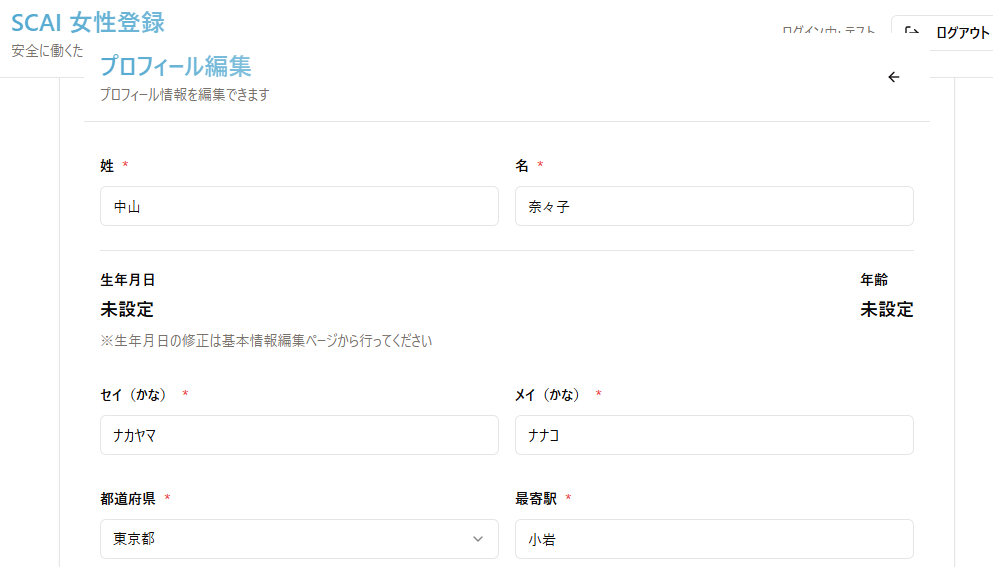 SCAI 女性登録
安全に働くた
ログイン中: テスト
ログアウト
プロフィール編集
プロフィール情報を編集できます
姓 *
名 *
中山
奈々子
生年月日
年齢
未設定
未設定
※生年月日の修正は基本情報編集ページから行ってください
セイ（かな） *
メイ（かな） *
ナカヤマ
ナナコ
都道府県 *
最寄駅 *
東京都
小岩